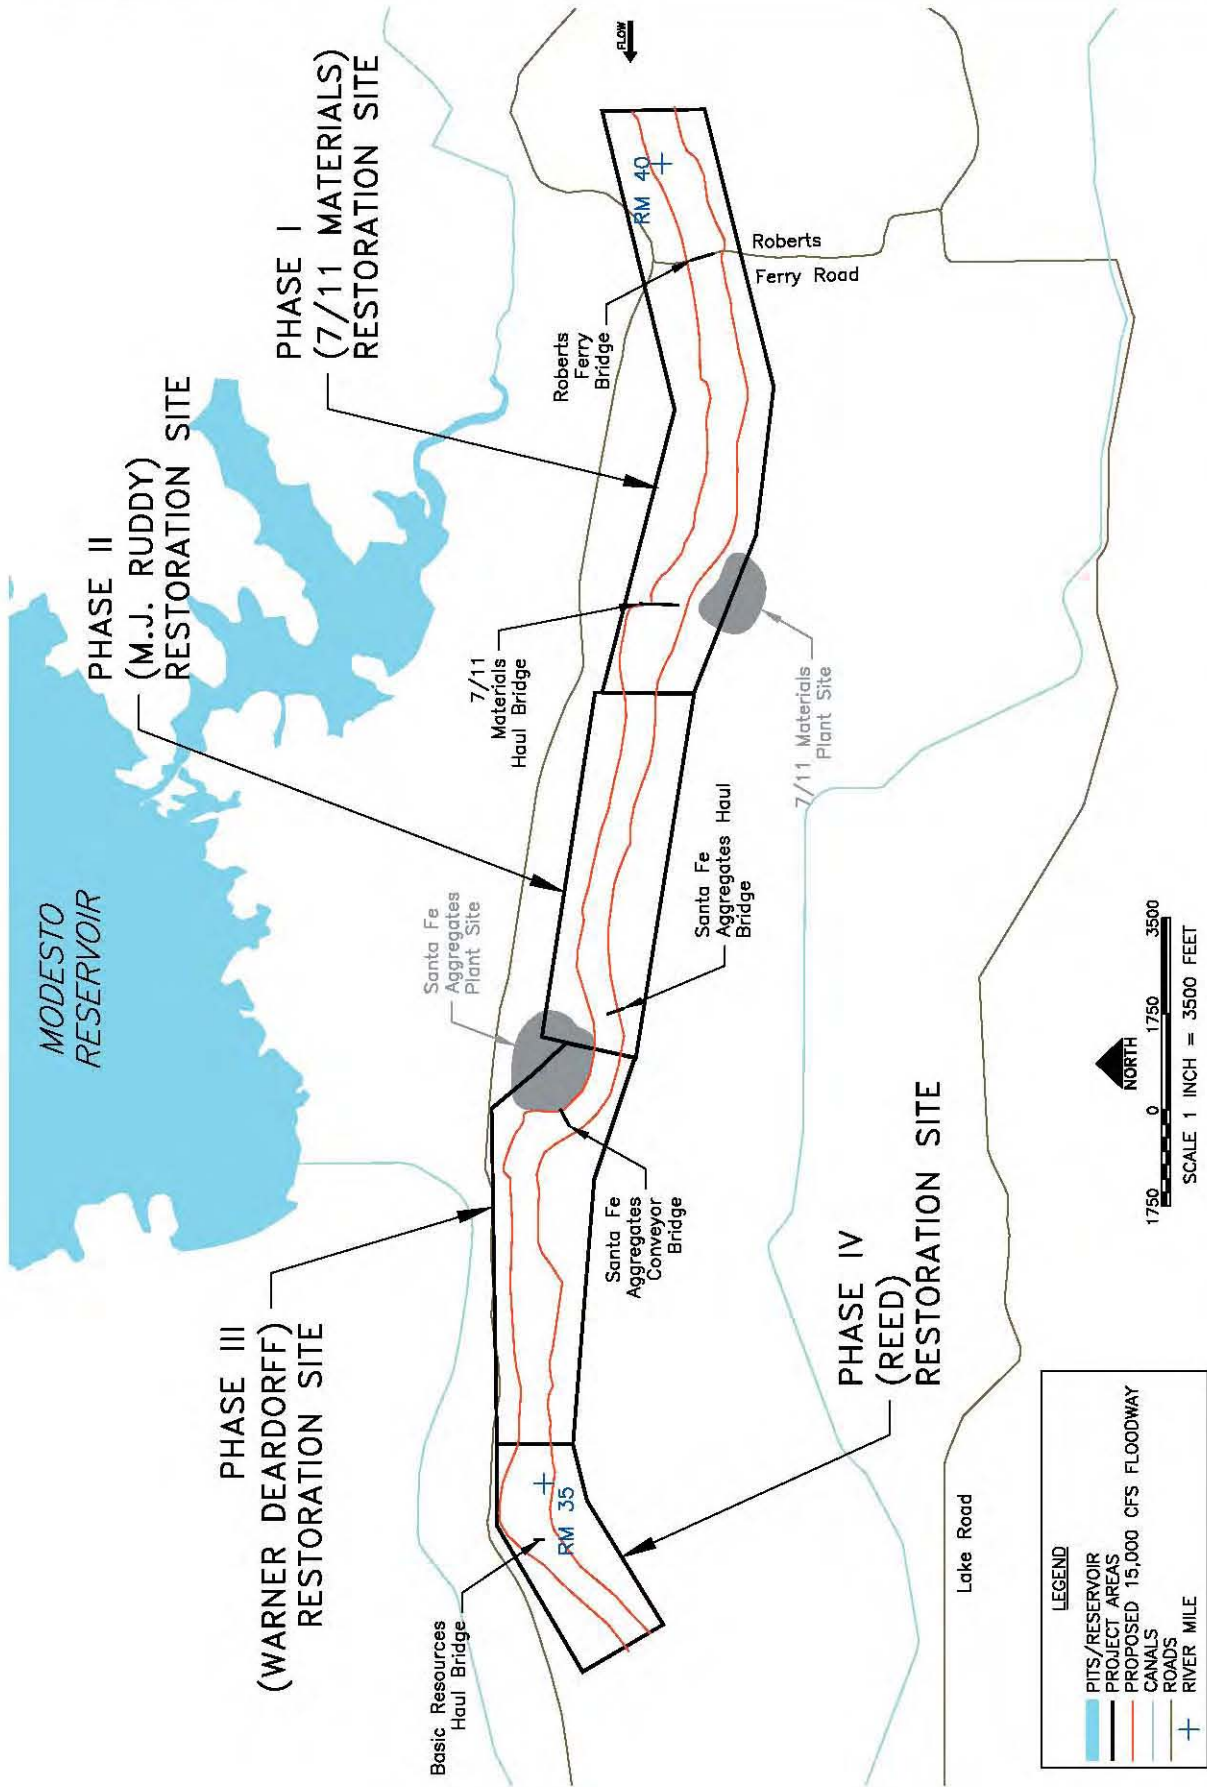 MODESTO
RESERVOIR
PHASE III
(WARNER DEARDORFF)
RESTORATION SITE
PHASE II
(M.J. RUDDY)
RESTORATION SITE
PHASE I
(7/11 MATERIALS)
RESTORATION SITE
FLOW
Basic Resources
Haul Bridge
Santa Fe
Aggregates
Plant Site
7/11
Materials
Haul Bridge
Roberts
Ferry
Bridge
RM 40
RM 35
Santa Fe
Aggregates
Conveyor
Bridge
Santa Fe
Aggregates Haul
Bridge
7/11 Materials
Plant Site
Roberts
Ferry Road
PHASE IV
(REED)
RESTORATION SITE
Lake Road
LEGEND
PITS/RESERVOIR
PROJECT AREAS
PROPOSED 15,000 CFS FLOODWAY
CANALS
ROADS
RIVER MILE
NORTH
1750 0 1750 3500
SCALE 1 INCH = 3500 FEET